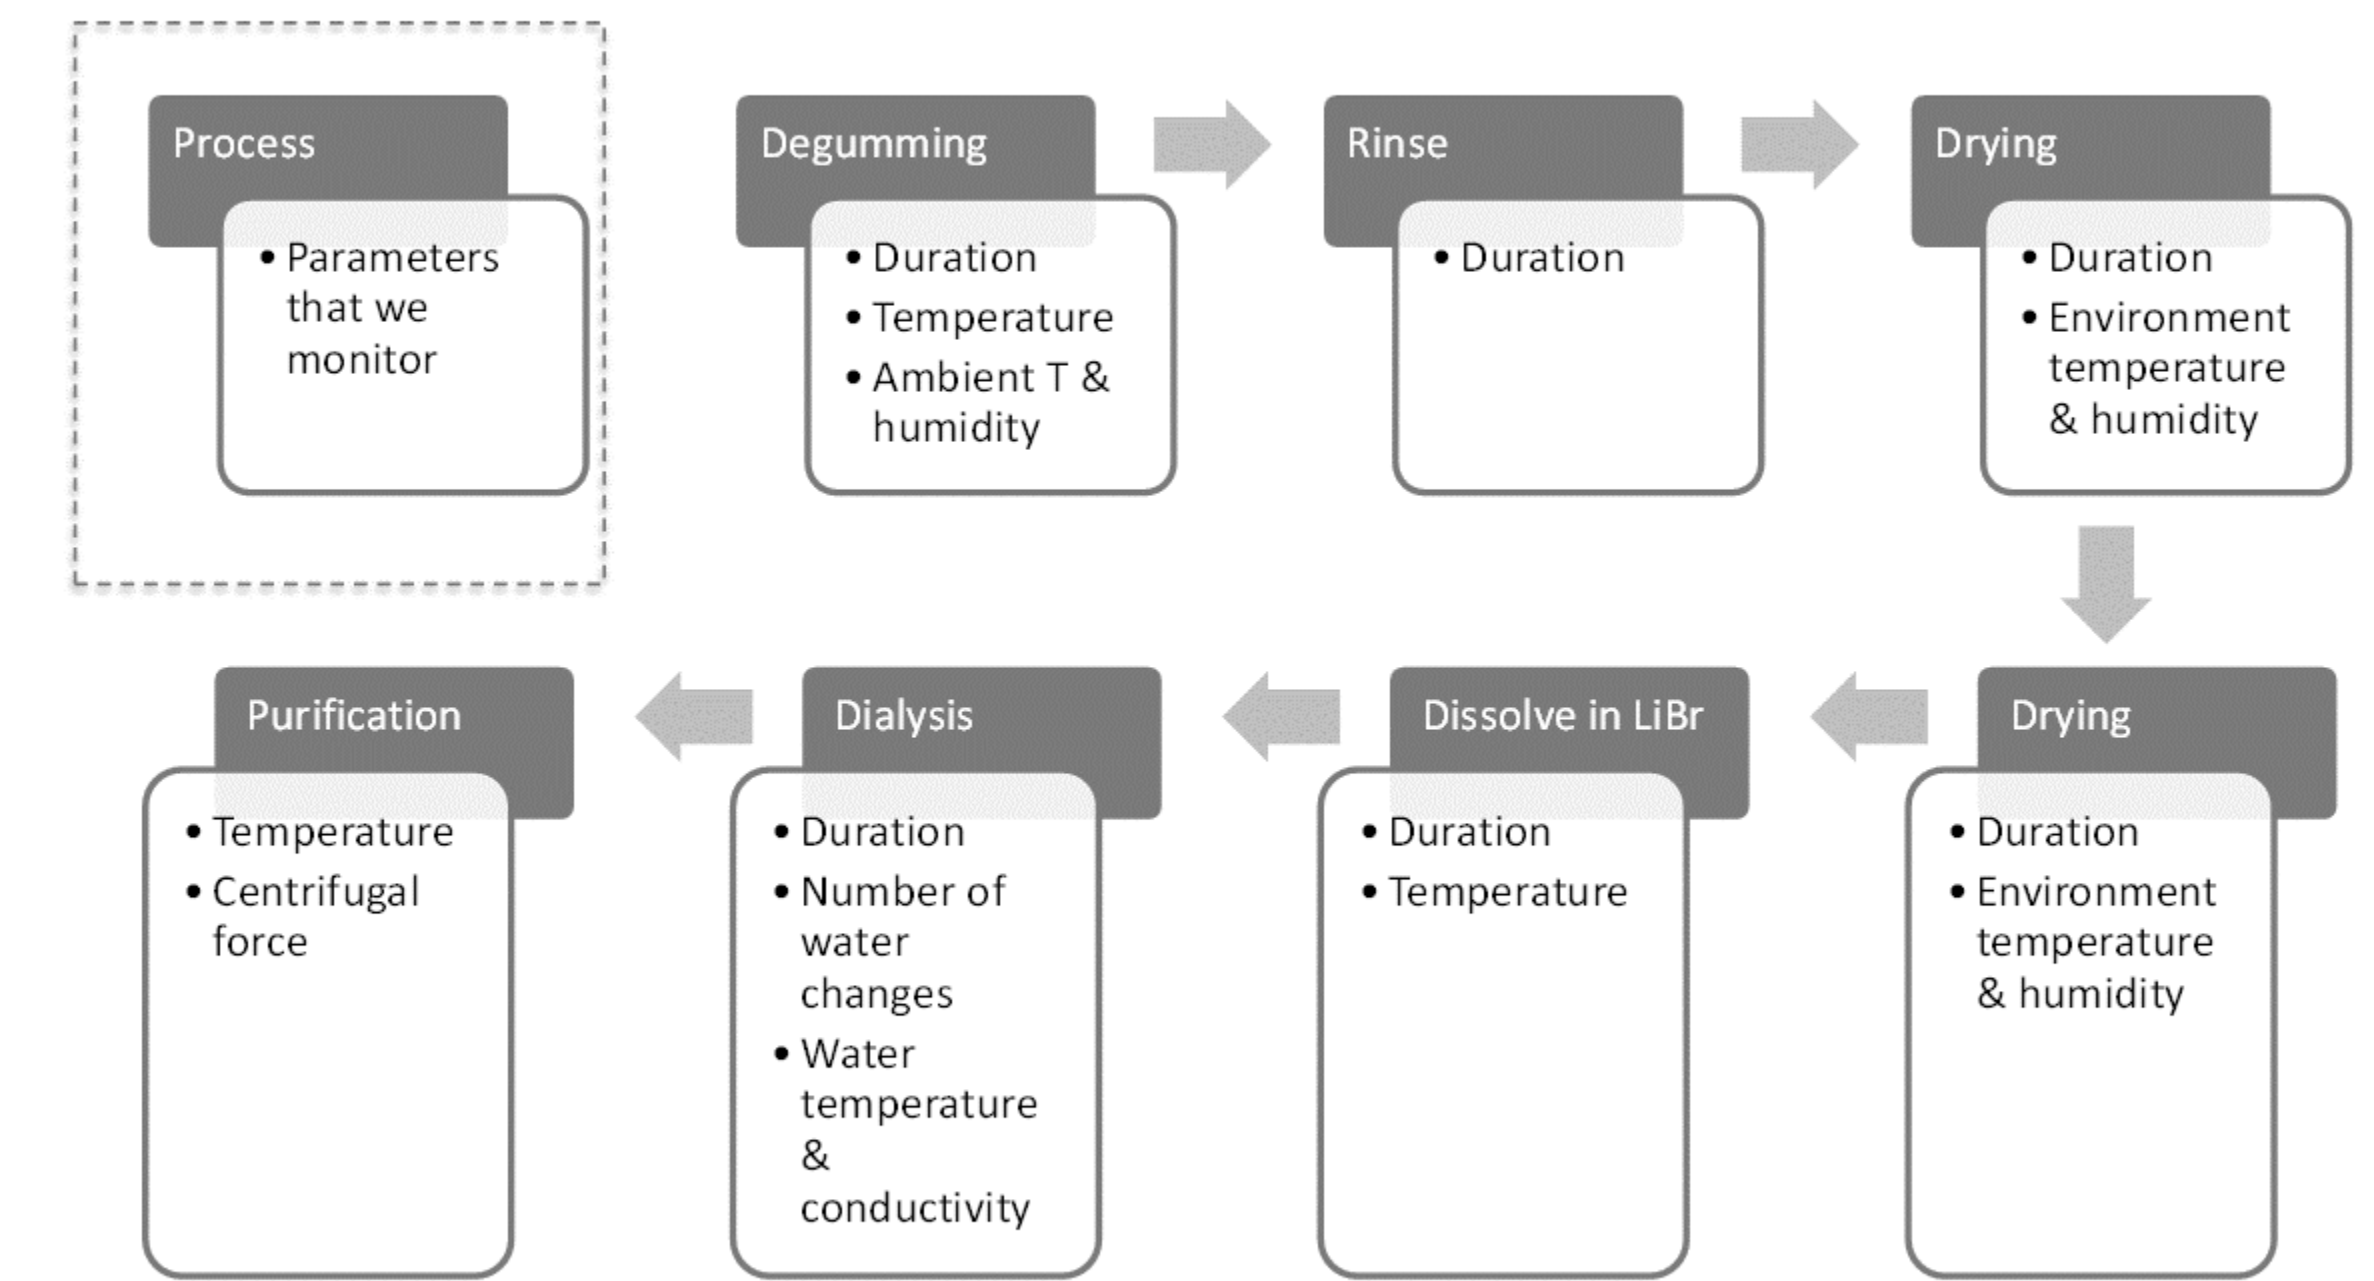 Process
• Parameters
that we
monitor
Degumming
• Duration
• Temperature
• Ambient T &
humidity
Rinse
• Duration
Drying
• Duration
• Environment
temperature
& humidity
Drying
• Duration
• Environment
temperature
& humidity
Dissolve in LiBr
• Duration
• Temperature
Dialysis
• Duration
• Number of
water
changes
• Water
temperature
&
conductivity
Purification
• Temperature
• Centrifugal
force